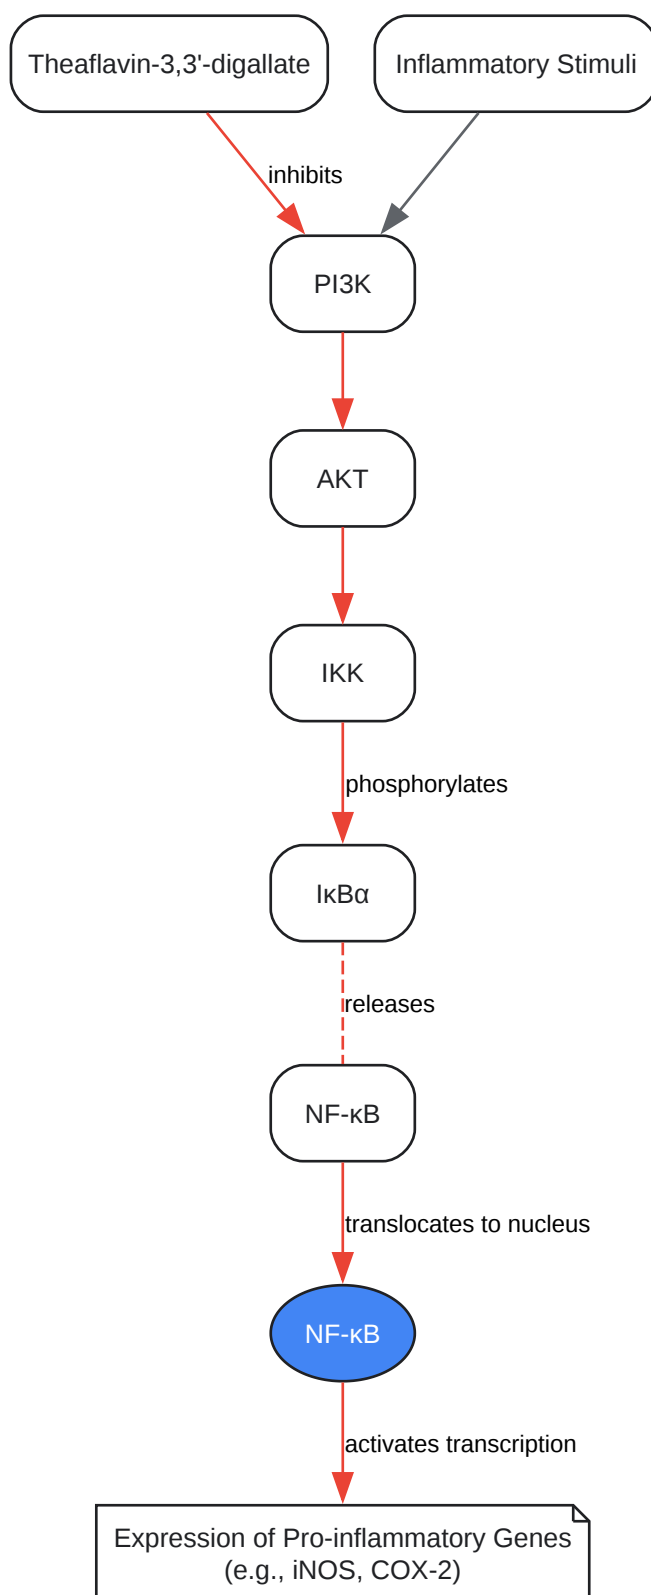 Theaflavin-3,3'-digallate
Inflammatory Stimuli
inhibits
PI3K
AKT
IKK
phosphorylates
IκBα
releases
NF-κB
translocates to nucleus
NF-κB
activates transcription
Expression of Pro-inflammatory Genes
(e.g., iNOS, COX-2)